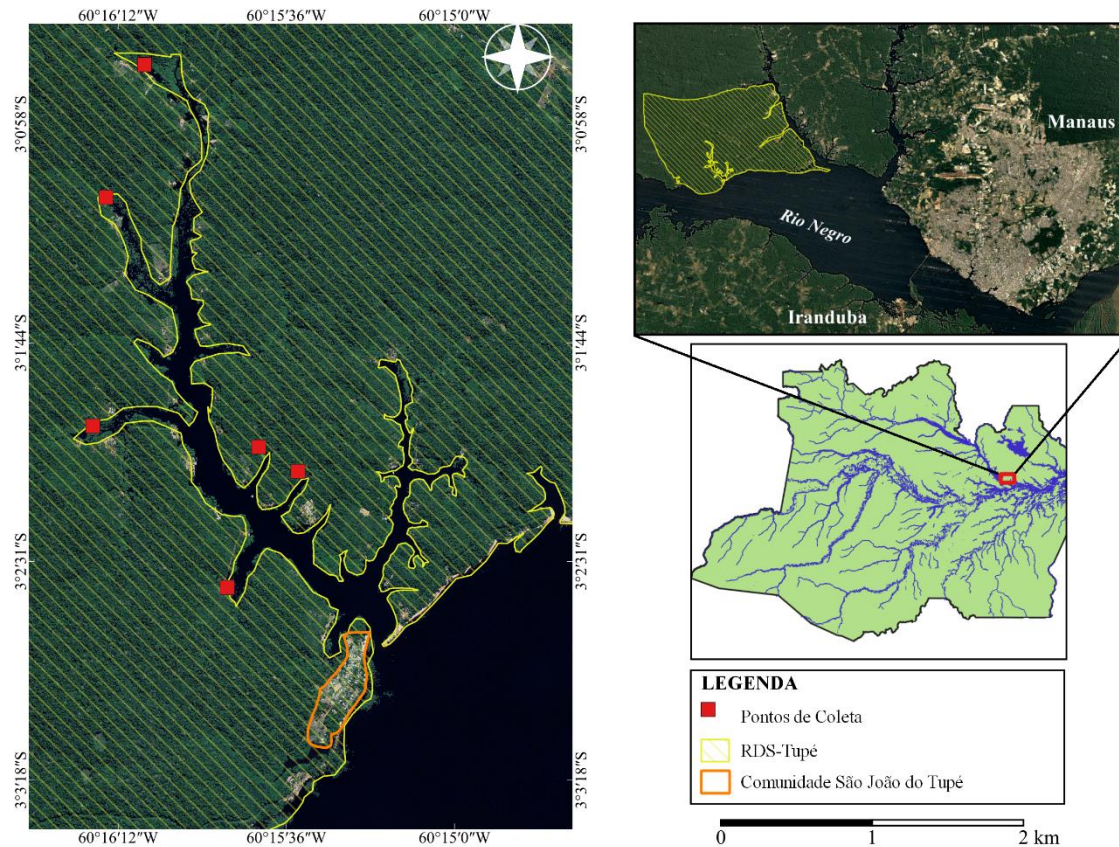 60°16'12"W 60°15'36"W 60°15'0"W
3°0'58"S
3°0'58"S
3°1'44"S
3°1'44"S
3°2'31"S
3°2'31"S
3°3'18"S
3°3'18"S
60°16'12"W 60°15'36"W 60°15'0"W
Manaus
Rio Negro
Iranduba
LEGENDA
Pontos de Coleta
RDS-Tupé
Comunidade São João do Tupé
0 1 2 km